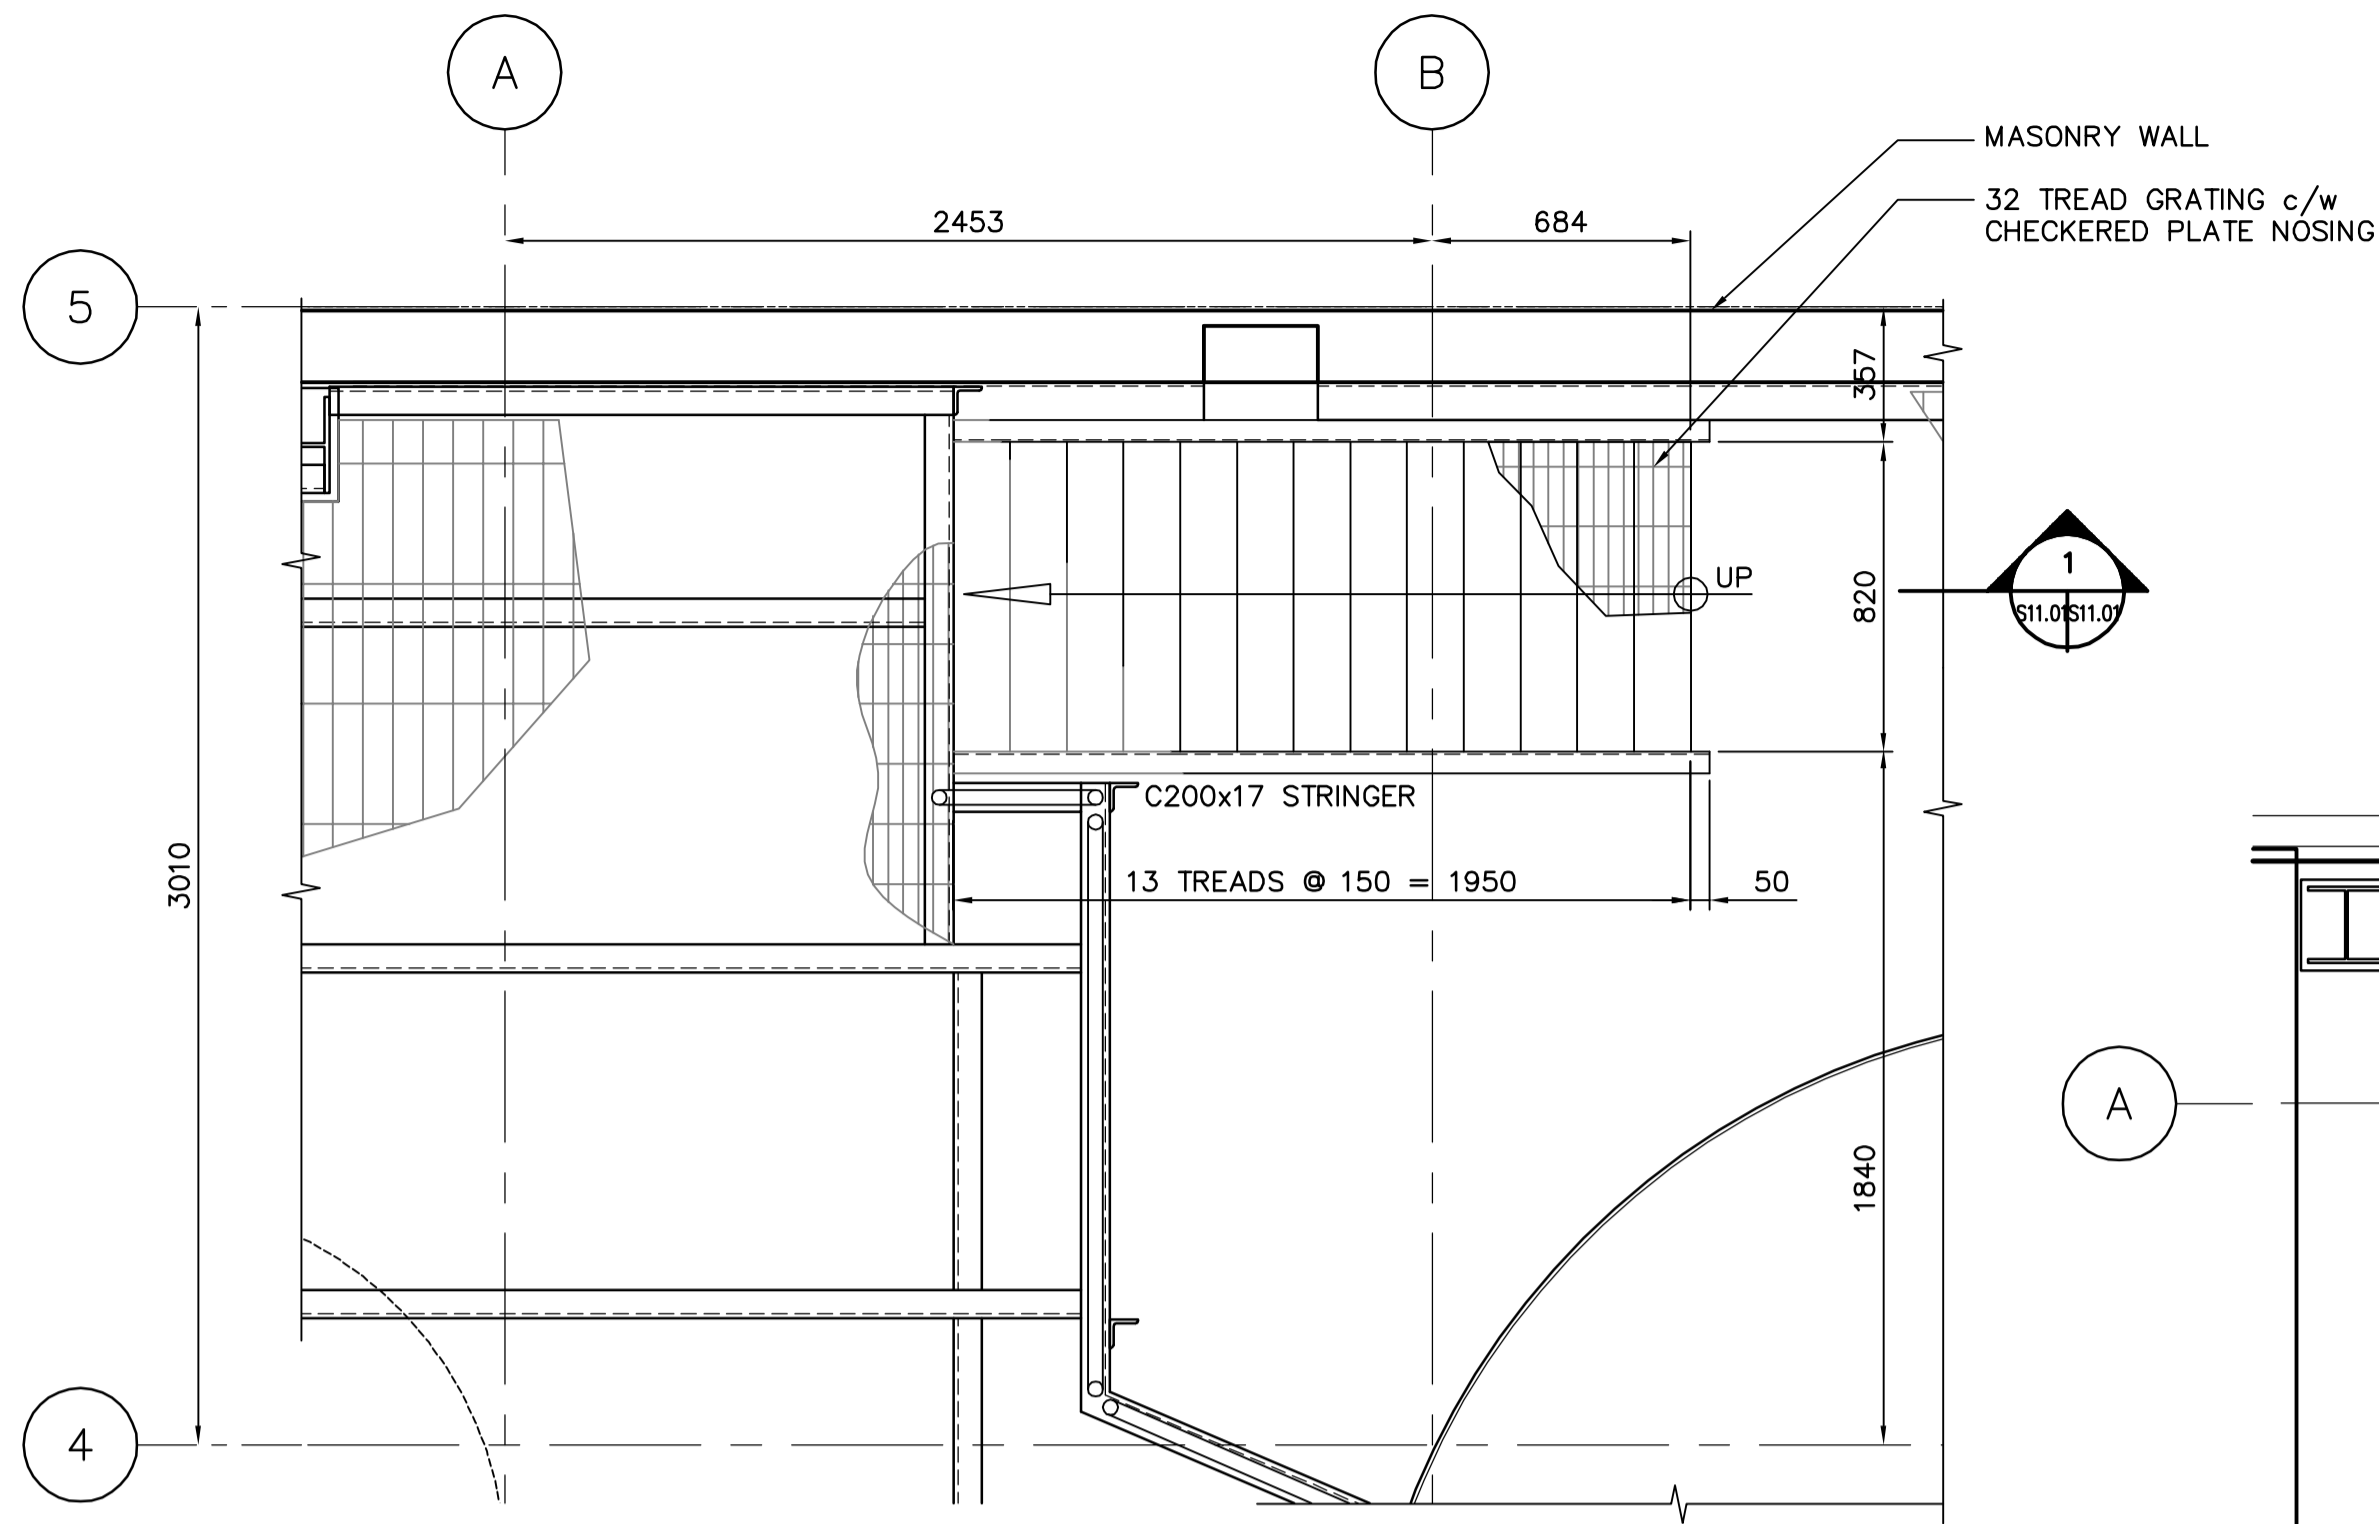 A
B
MASONRY WALL
32 TREAD GRATING c/w
CHECKERED PLATE NOSING
2453
684
5
357
820
UP
1
S11.01
S11.01
C200x17 STRINGER
13 TREADS @ 150 = 1950
50
3010
1840
A
4